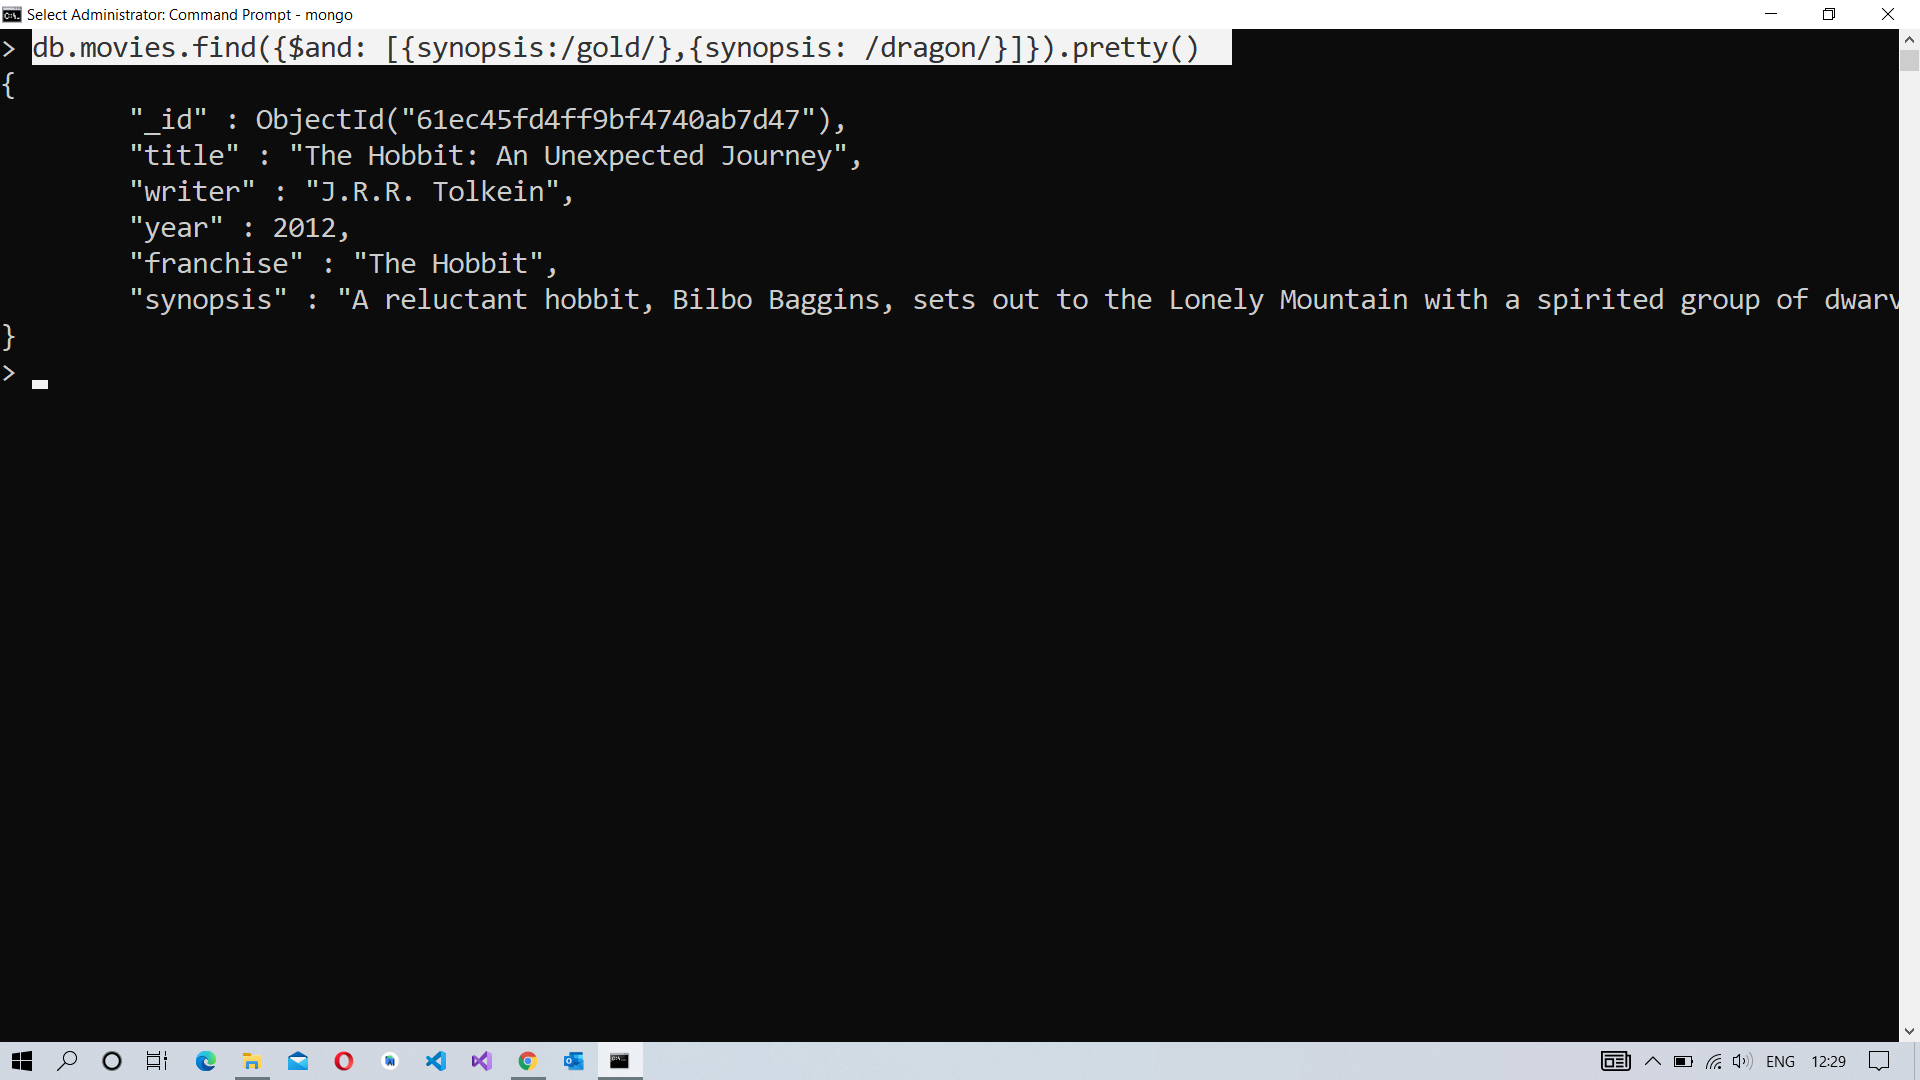 Select Administrator: Command Prompt - mongo
> db.movies.find({$and: [{synopsis:/gold/},{synopsis: /dragon/}]}).pretty()
{
"_id" : ObjectId("61ec45fd4ff9bf4740ab7d47"),
"title" : "The Hobbit: An Unexpected Journey",
"writer" : "J.R.R. Tolkein",
"year" : 2012,
"franchise" : "The Hobbit",
"synopsis" : "A reluctant hobbit, Bilbo Baggins, sets out to the Lonely Mountain with a spirited group of dwarv
}
>
ENG 12:29